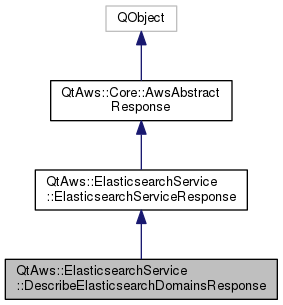 QObject
QtAws::Core::AwsAbstract
Response
QtAws::ElasticsearchService
::ElasticsearchServiceResponse
QtAws::ElasticsearchService
::DescribeElasticsearchDomainsResponse